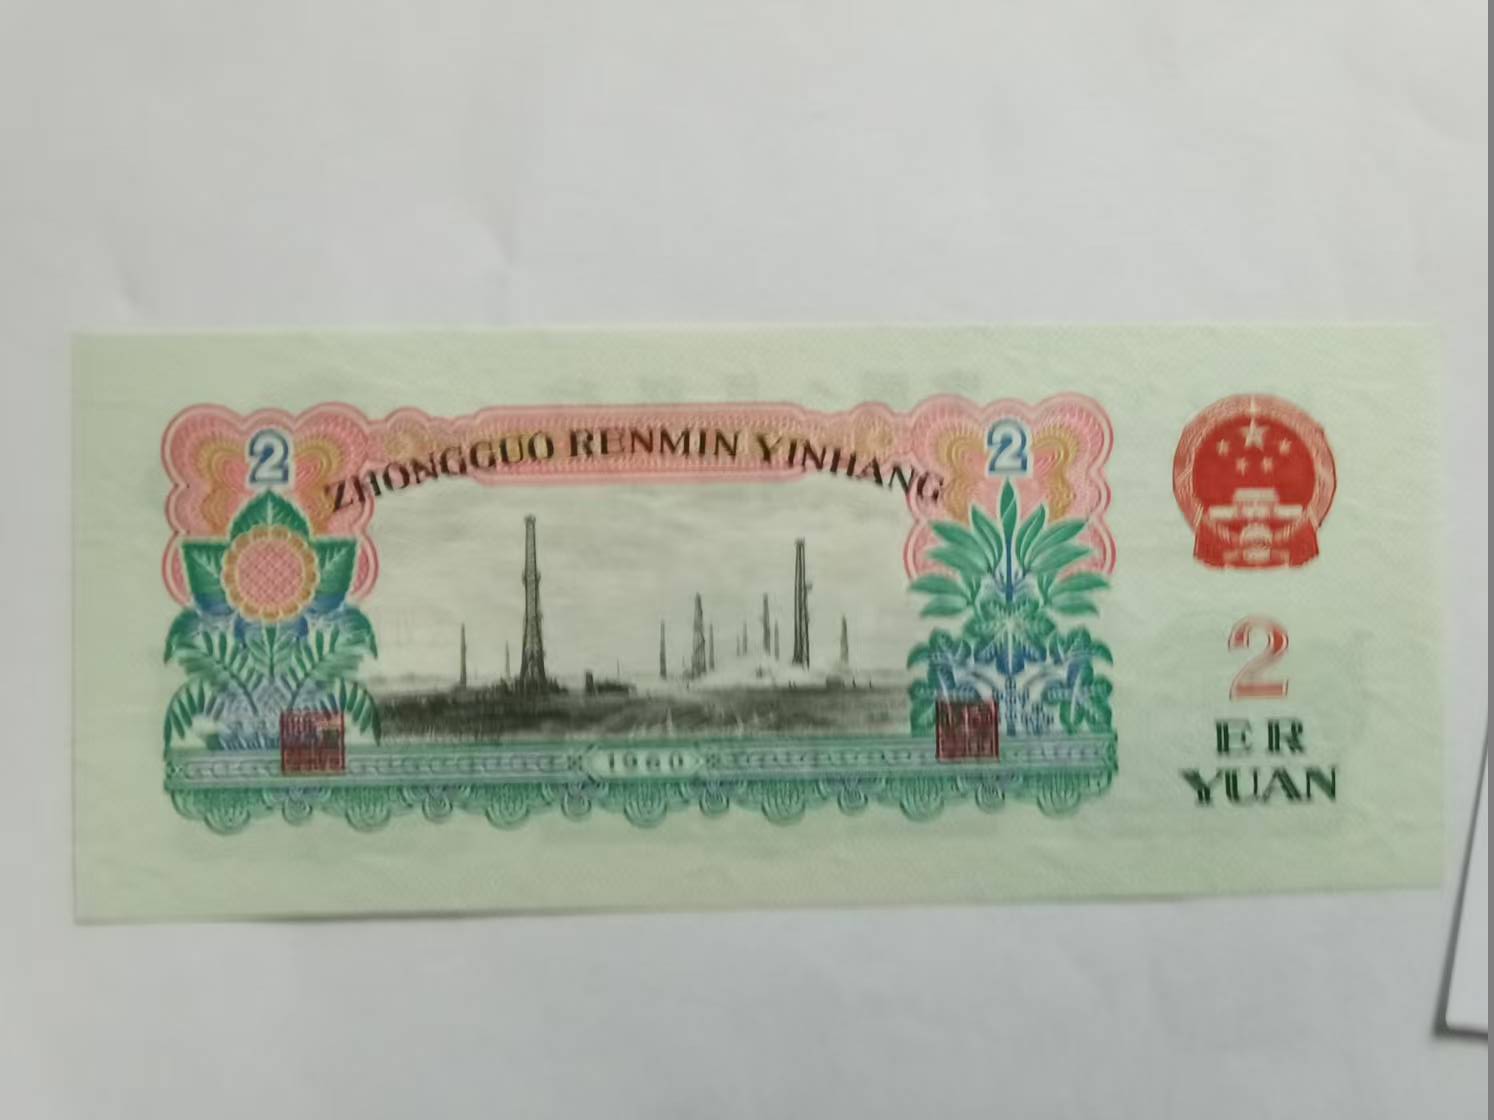 2
2
ZHONGGUO RENMIN YINHANG
1960
2
ER
YUAN